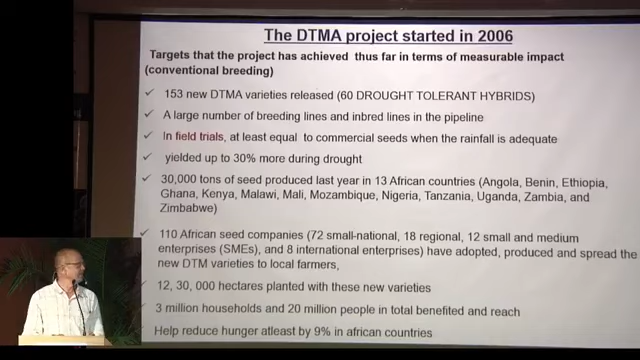 The DTMA project started in 2006
Targets that the project has achieved thus far in terms of measurable impact
(conventional breeding)
✓ 153 new DTMA varieties released (60 DROUGHT TOLERANT HYBRIDS)
✓ A large number of breeding lines and inbred lines in the pipeline
✓ In field trials, at least equal to commercial seeds when the rainfall is adequate
✓ yielded up to 30% more during drought
✓ 30,000 tons of seed produced last year in 13 African countries (Angola, Benin, Ethiopia,
Ghana, Kenya, Malawi, Mali, Mozambique, Nigeria, Tanzania, Uganda, Zambia, and
Zimbabwe)
✓ 110 African seed companies (72 small-national, 18 regional, 12 small and medium
enterprises (SMEs), and 8 international enterprises) have adopted, produced and spread the
new DTM varieties to local farmers,
✓ 12, 30, 000 hectares planted with these new varieties
✓ 3 million households and 20 million people in total benefited and reach
✓ Help reduce hunger atleast by 9% in african countries